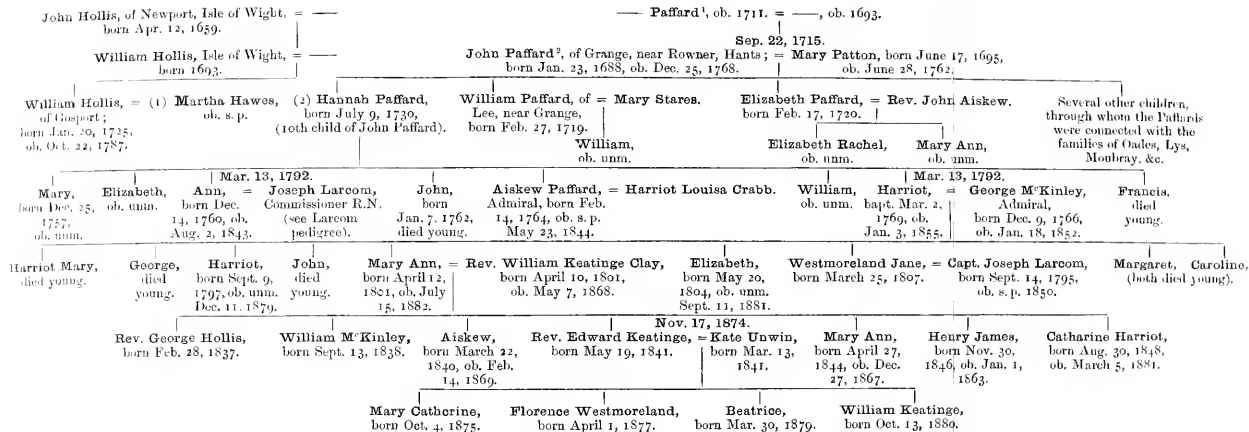 John Hollis, of Newport, Isle of Wight, = —
born Apr. 12, 1659.
— Paffard¹, ob. 1711. = —, ob. 1693.
William Hollis, Isle of Wight, = —
born 1693.
Sep. 22, 1715.
John Paffard², of Grange, near Rowner, Hants; = Mary Patton, born June 17, 1695,
born Jan. 23, 1688, ob. Dec. 25, 1768. ob. June 28, 1762.
William Hollis, = (1) Martha Hawes,
of Gosport;
born Jan. 20, 1725,
ob. Oct. 22, 1787.
ob. s. p.
(2) Hannah Paffard,
born July 9, 1730,
(10th child of John Paffard).
William Paffard, of = Mary Stares.
Lee, near Grange,
born Feb. 27, 1719.
William,
ob. unm.
Elizabeth Paffard, = Rev. John Aiskew.
born Feb. 17, 1720.
Elizabeth Rachel,
ob. unm.
Mary Ann,
ob. unm.
Several other children,
through whom the Paffards
were connected with the
families of Oades, Lys,
Moubray, &c.
Mary,
born Dec. 25,
1757,
ob. unm.
Elizabeth,
ob. unm.
Mar. 13, 1792.
Ann, = Joseph Larcom,
born Dec.
14, 1760, ob.
Aug. 2, 1843.
Commissioner R.N.
(see Larcom
pedigree).
John,
born
Jan. 7, 1762,
died young.
Aiskew Paffard, = Harriot Louisa Crabb.
Admiral, born Feb.
14, 1764, ob. s. p.
May 23, 1844.
William,
ob. unm.
Mar. 13, 1792.
Harriot, = George McKinley,
bapt. Mar. 2,
1769, ob.
Jan. 3, 1855.
Admiral,
born Dec. 9, 1766,
ob. Jan. 18, 1852.
Francis,
died
young.
Harriot Mary,
died young.
George,
died
young.
Harriot,
born Sept. 9,
1797, ob. unm.
Dec. 11. 1879.
John,
died
young.
Mary Ann, = Rev. William Keatinge Clay,
born April 12,
1801, ob. July
15, 1882.
born April 10, 1801,
ob. May 7, 1868.
Elizabeth,
born May 20,
1804, ob. unm.
Sept. 11, 1881.
Westmoreland Jane, = Capt. Joseph Larcom,
born March 25, 1807.
born Sept. 14, 1795,
ob. s. p. 1850.
Margaret, Caroline,
(both died young).
Rev. George Hollis,
born Feb. 28, 1837.
William McKinley,
born Sept. 13, 1838.
Aiskew,
born March 22,
1840, ob. Feb.
14, 1869.
Nov. 17, 1874.
Rev. Edward Keatinge, = Kate Unwin,
born May 19, 1841.
born Mar. 13,
1841.
Mary Ann,
born April 27,
1844, ob. Dec.
27, 1867.
Henry James,
born Nov. 30,
1846, ob. Jan. 1,
1863.
Catharine Harriot,
born Aug. 30, 1848,
ob. March 5, 1881.
Mary Catherine,
born Oct. 4, 1875.
Florence Westmoreland,
born April 1, 1877.
Beatrice,
born Mar. 30, 1879.
William Keatinge,
born Oct. 13, 1880.